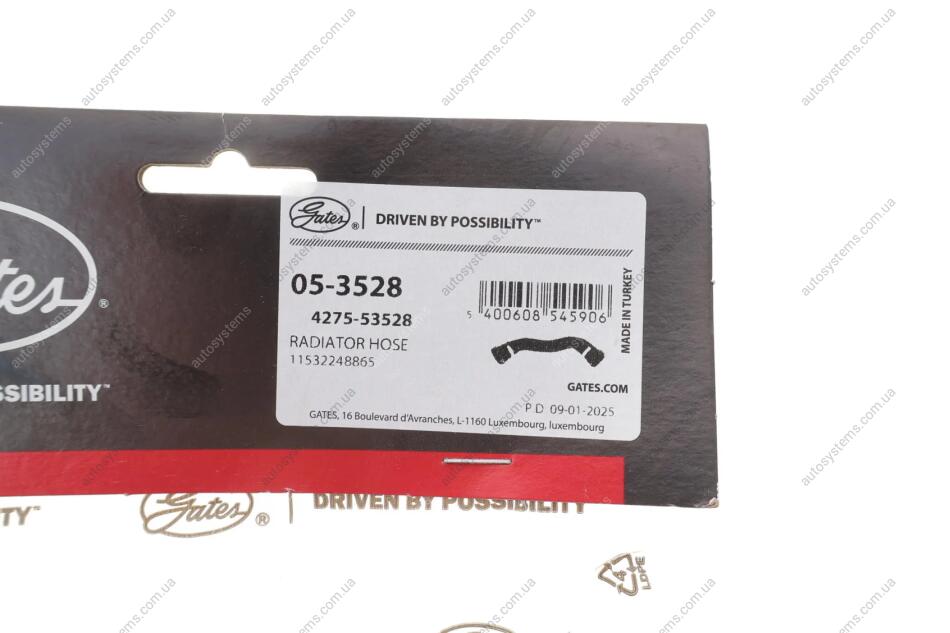 Gates® | DRIVEN BY POSSIBILITY™
05-3528
4275-53528
RADIATOR HOSE
11532248865
5 400608 545906
MADE IN TURKEY
GATES.COM
P D 09-01-2025
GATES, 16 Boulevard d'Avranches, L-1160 Luxembourg, luxembourg
tes®
SSIBILITY™
TY™
Gates® | DRIVEN BY POSSIBILITY™
LDPE
autosystems.com.ua